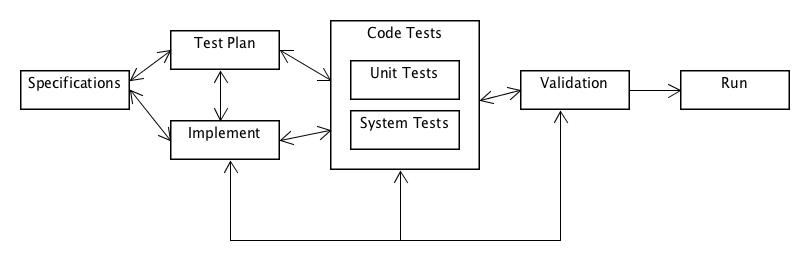 Specifications
Test Plan
Implement
Code Tests
Unit Tests
System Tests
Validation
Run